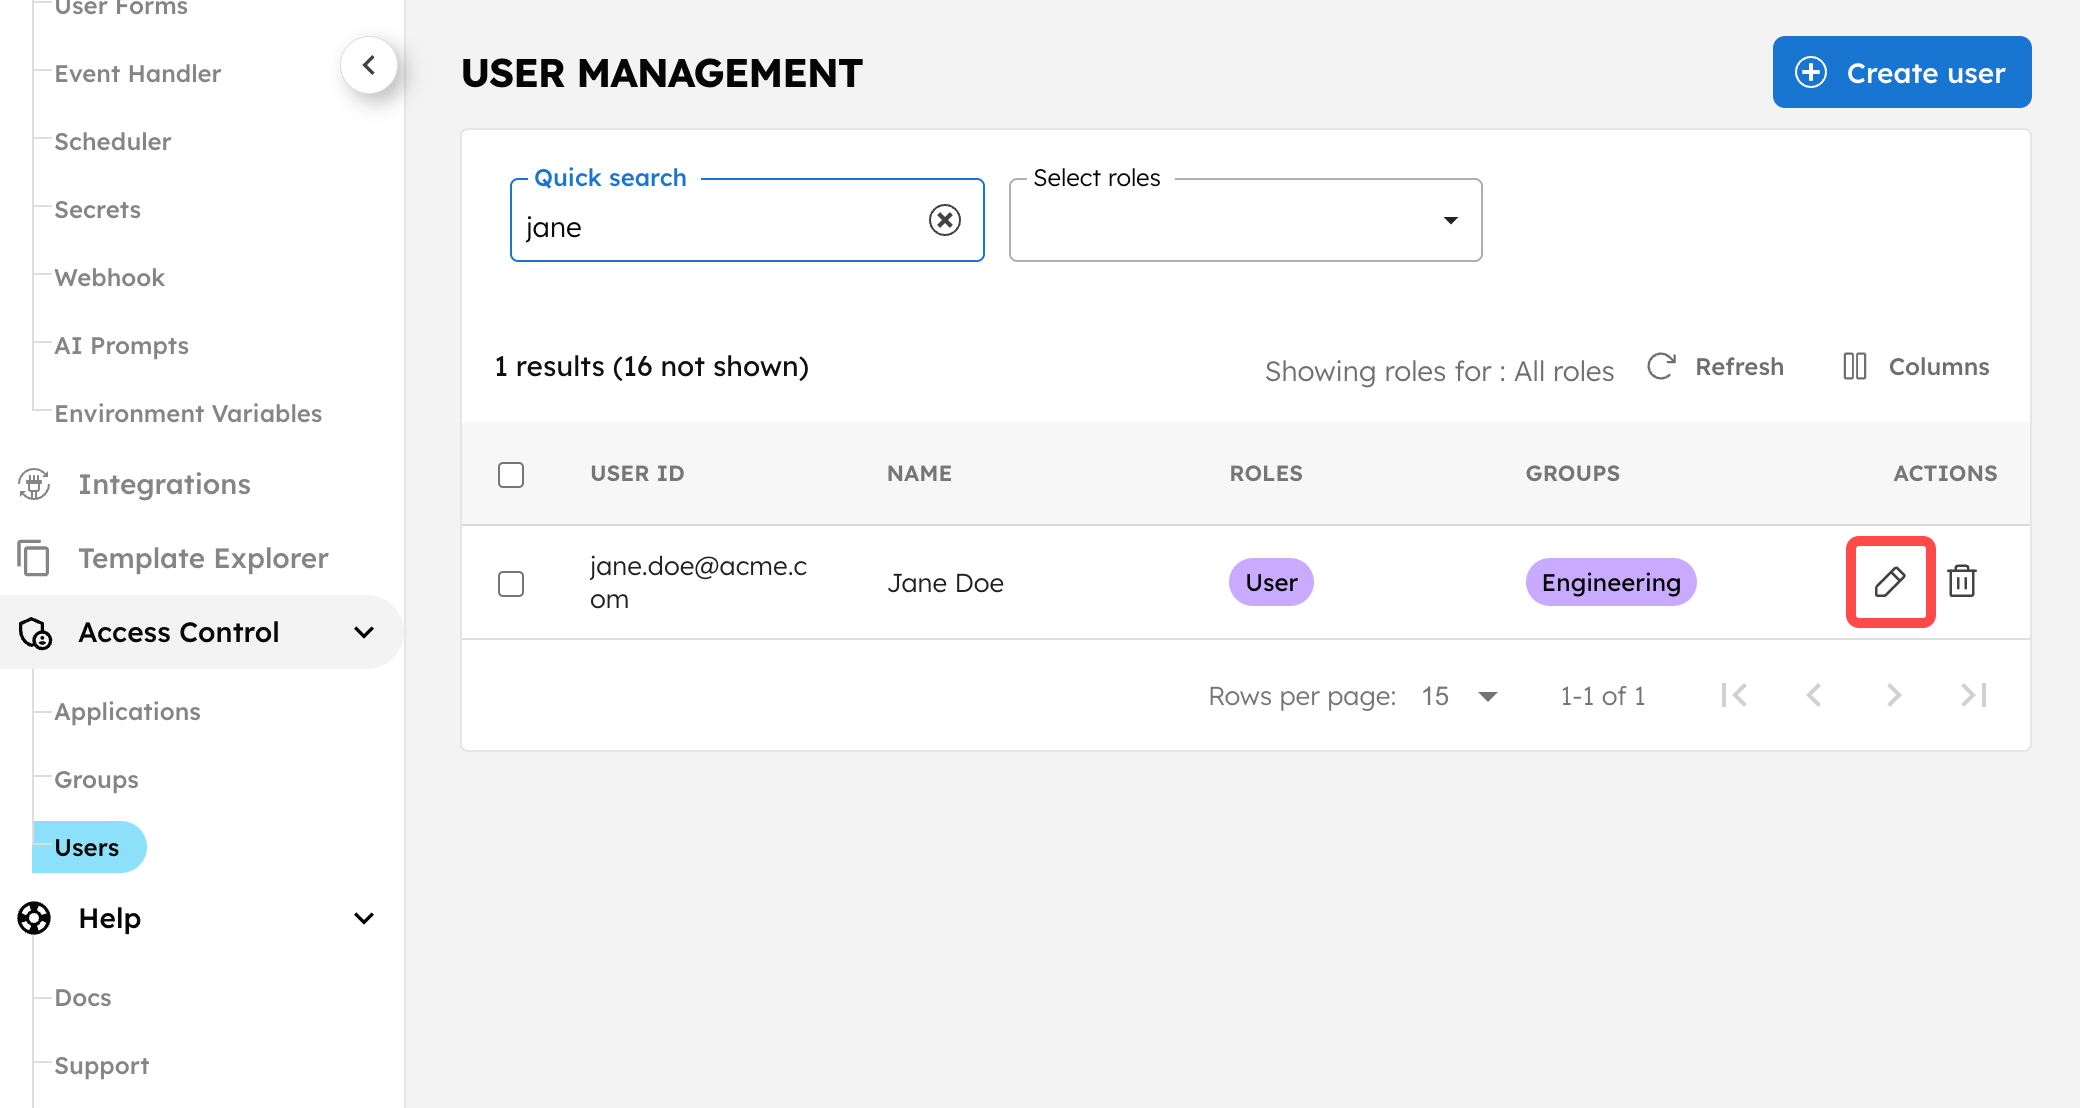 User Forms
Event Handler
Scheduler
Secrets
Webhook
AI Prompts
Environment Variables
Integrations
Template Explorer
Access Control
Applications
Groups
Users
Help
Docs
Support
USER MANAGEMENT
Create user
Quick search
jane
Select roles
1 results (16 not shown)
Showing roles for : All roles
Refresh
Columns
USER ID NAME ROLES GROUPS ACTIONS
jane.doe@acme.c
om
Jane Doe
User
Engineering
Rows per page: 15
1-1 of 1